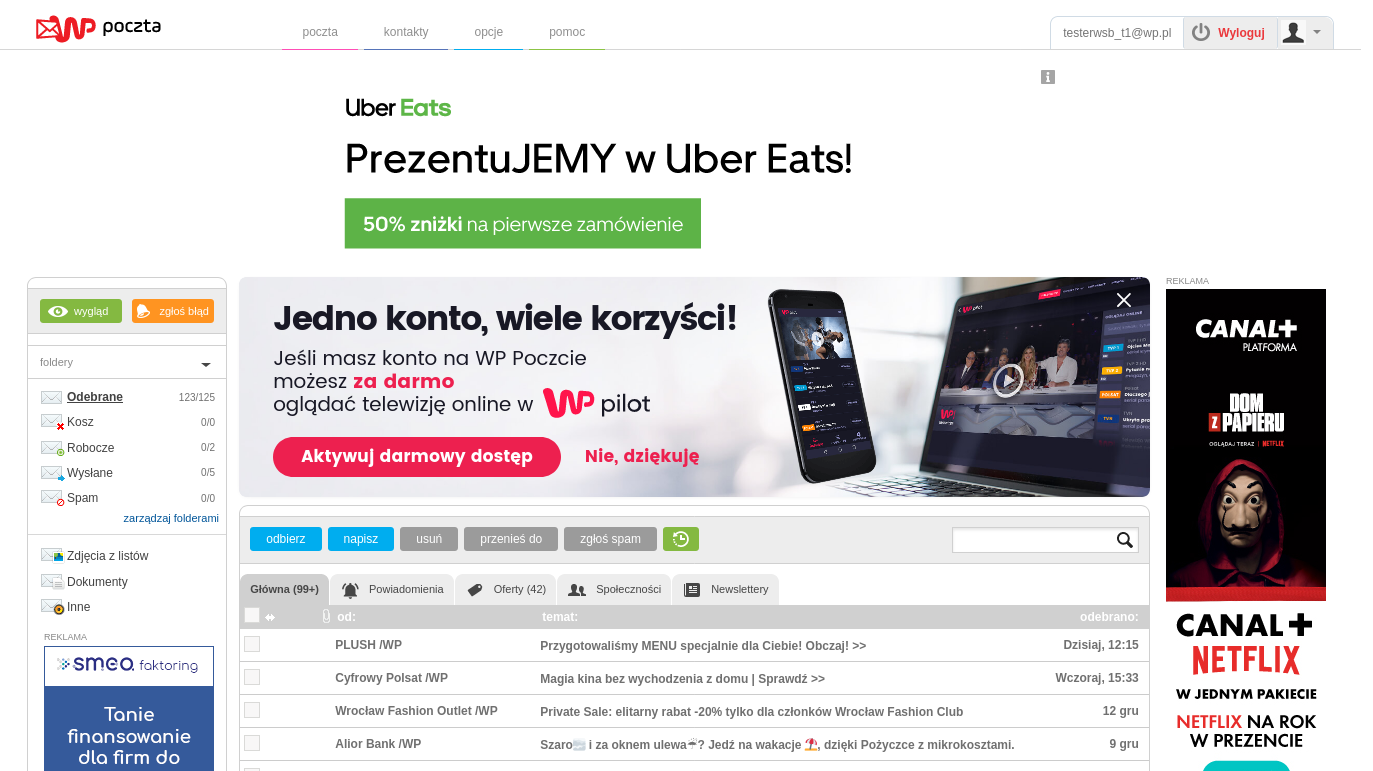 WP poczta
poczta kontakty opcje pomoc
testerwsb_t1@wp.pl Wyloguj
Uber Eats
PrezentuJEMY w Uber Eats!
50% zniżki na pierwsze zamówienie
wygląd zgłoś błąd
foldery
Odebrane 123/125
Kosz 0/0
Robocze 0/2
Wysłane 0/5
Spam 0/0
zarządzaj folderami
Zdjęcia z listów
Dokumenty
Inne
REKLAMA
smeo. faktoring
Tanie
finansowanie
dla firm do
Jedno konto, wiele korzyści!
Jeśli masz konto na WP Poczcie
możesz za darmo
oglądać telewizję online w WP pilot
Aktywuj darmowy dostęp Nie, dziękuję
odbierz napisz usuń przenieś do zgłoś spam
Główna (99+) Powiadomienia Oferty (42) Społeczności Newslettery
od: temat: odebrano:
PLUSH /WP Przygotowaliśmy MENU specjalnie dla Ciebie! Obczaj! >> Dzisiaj, 12:15
Cyfrowy Polsat /WP Magia kina bez wychodzenia z domu | Sprawdź >> Wczoraj, 15:33
Wrocław Fashion Outlet /WP Private Sale: elitarny rabat -20% tylko dla członków Wrocław Fashion Club 12 gru
Alior Bank /WP Szaro🌫️ i za oknem ulewa☔? Jedź na wakacje ⛱️, dzięki Pożyczce z mikrokosztami. 9 gru
REKLAMA
CANAL+
PLATFORMA
DOM
Z PAPIERU
OGLĄDAJ TERAZ | NETFLIX
CANAL+
NETFLIX
W JEDNYM PAKIECIE
NETFLIX NA ROK
W PREZENCIE